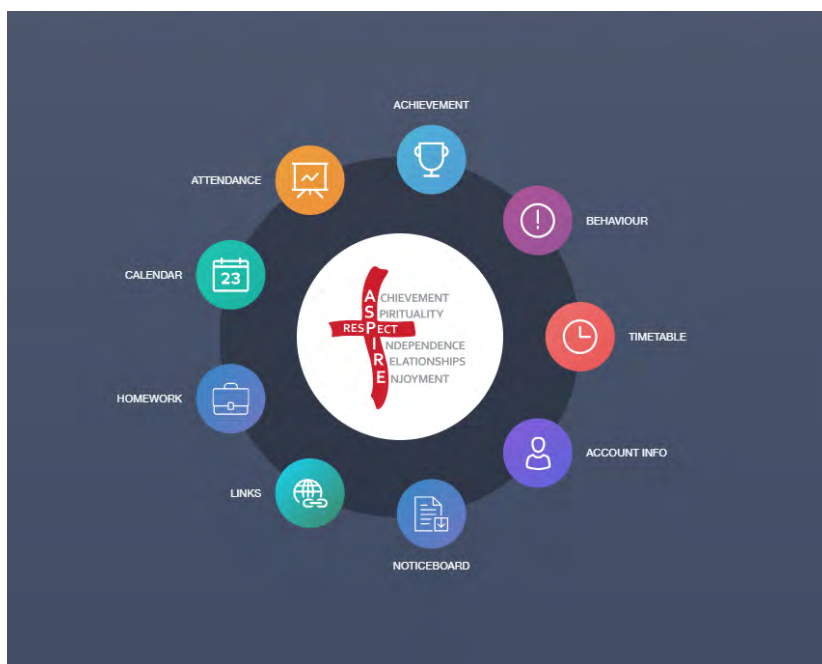 ACHIEVEMENT
ATTENDANCE
BEHAVIOUR
CALENDAR
23
ACHIEVEMENT
SPIRITUALITY
RESPECT
INDEPENDENCE
RELATIONSHIPS
ENJOYMENT
TIMETABLE
HOMEWORK
ACCOUNT INFO
LINKS
NOTICEBOARD